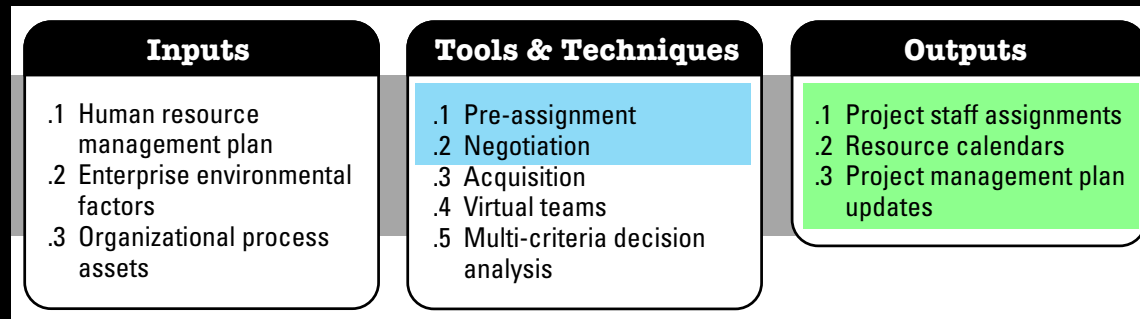 Inputs
.1 Human resource
management plan
.2 Enterprise environmental
factors
.3 Organizational process
assets
Tools & Techniques
.1 Pre-assignment
.2 Negotiation
.3 Acquisition
.4 Virtual teams
.5 Multi-criteria decision
analysis
Outputs
.1 Project staff assignments
.2 Resource calendars
.3 Project management plan
updates